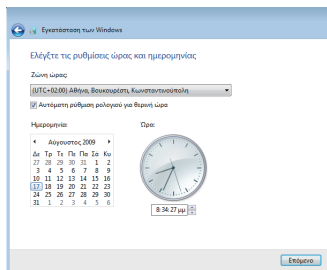 Εγκατάσταση των Windows
Ελέγξτε τις ρυθμίσεις ώρας και ημερομηνίας
Ζώνη ώρας:
(UTC+02:00) Αθήνα, Βουκουρέστι, Κωνσταντινούπολη
Αυτόματη ρύθμιση ρολογιού για θερινή ώρα
Ημερομηνία:
Ώρα:
Αύγουστος 2009
Δε Τρ Τε Πε Πα Σα Κυ
27 28 29 30 31 1 2
3 4 5 6 7 8 9
10 11 12 13 14 15 16
17 18 19 20 21 22 23
24 25 26 27 28 29 30
31 1 2 3 4 5 6
8:34:27 μμ
Επόμενο